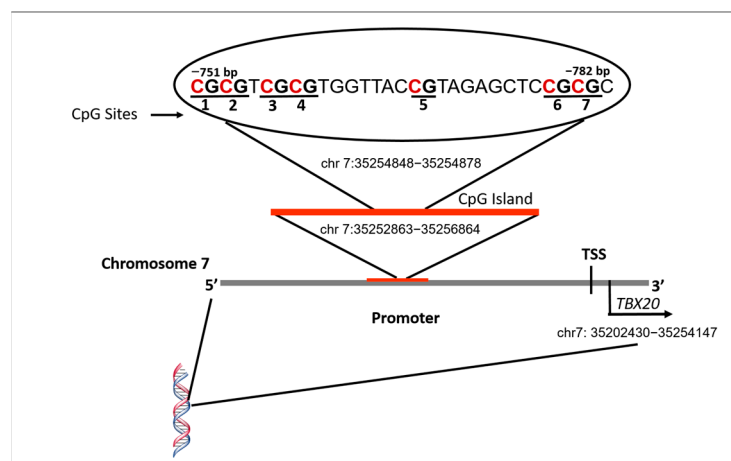 −751 bp
−782 bp
CGCGTCGCGTGGTTACCGTAGAGCTCCGCGC
1 2 3 4 5 6 7
CpG Sites
chr 7:35254848−35254878
CpG Island
chr 7:35252863−35256864
Chromosome 7
TSS
5’
3’
TBX20
Promoter
chr7: 35202430−35254147